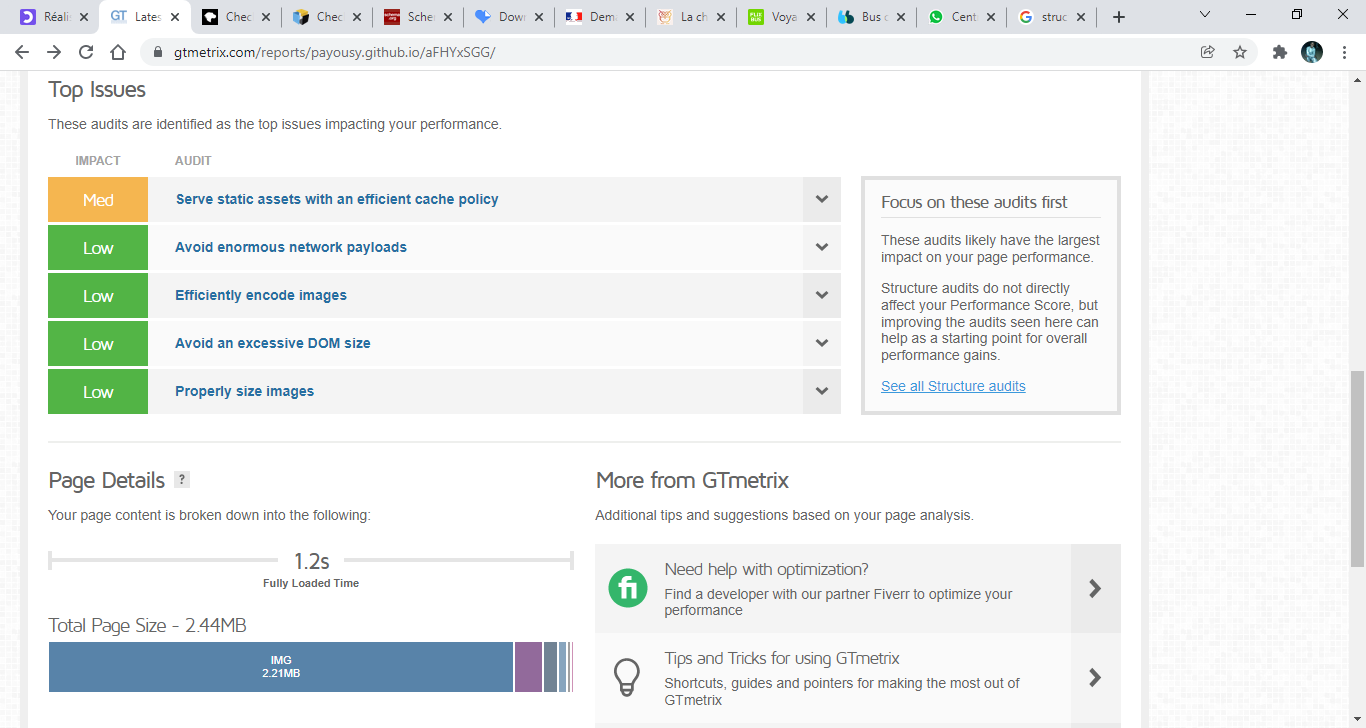 Réalis
GT Lates
Chec
Chec
Sche
Dow
Dema
La ch
Voya
Bus c
Cent
struc
gtmetrix.com/reports/payousy.github.io/aFHYxSGG/
Top Issues
These audits are identified as the top issues impacting your performance.
IMPACT AUDIT
Med Serve static assets with an efficient cache policy
Low Avoid enormous network payloads
Low Efficiently encode images
Low Avoid an excessive DOM size
Low Properly size images
Focus on these audits first
These audits likely have the largest
impact on your page performance.
Structure audits do not directly
affect your Performance Score, but
improving the audits seen here can
help as a starting point for overall
performance gains.
See all Structure audits
Page Details ?
Your page content is broken down into the following:
1.2s
Fully Loaded Time
Total Page Size - 2.44MB
IMG
2.21MB
More from GTmetrix
Additional tips and suggestions based on your page analysis.
fi
Need help with optimization?
Find a developer with our partner Fiverr to optimize your
performance
Tips and Tricks for using GTmetrix
Shortcuts, guides and pointers for making the most out of
GTmetrix